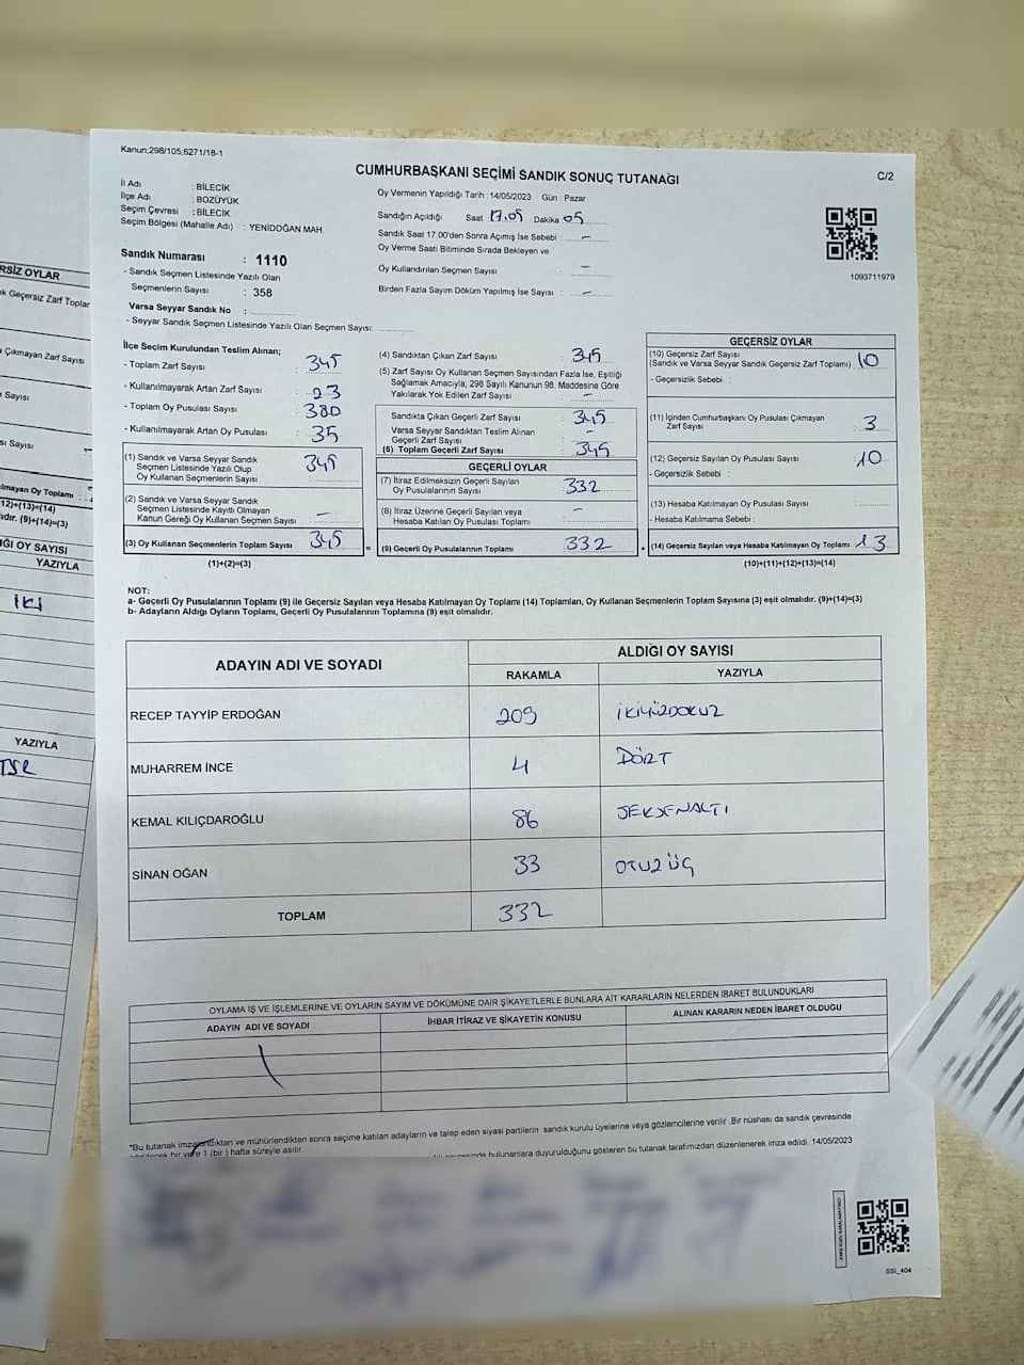 Kanun;298/105;6271/18-1
CUMHURBAŞKANI SEÇİMİ SANDIK SONUÇ TUTANAĞI
C/2
İl Adı : BİLECİK
İlçe Adı : BOZÜYÜK
Seçim Çevresi : BİLECİK
Seçim Bölgesi (Mahalle Adı) : YENİDOĞAN MAH.
Oy Vermenin Yapıldığı Tarih : 14/05/2023 Gün : Pazar
Sandığın Açıldığı Saat 17.05 Dakika 05
Sandık Saat 17.00'den Sonra Açımış İse Sebebi : -
Oy Verme Saati Bitiminde Sırada Bekleyen ve
Oy Kullandırılan Seçmen Sayısı : -
Birden Fazla Sayım Döküm Yapılmış İse Sayısı : -
1093711979
Sandık Numarası : 1110
- Sandık Seçmen Listesinde Yazılı Olan
Seçmenlerin Sayısı : 358
Varsa Seyyar Sandık No :
- Seyyar Sandık Seçmen Listesinde Yazılı Olan Seçmen Sayısı:
İlçe Seçim Kurulundan Teslim Alınan;
- Toplam Zarf Sayısı : 345
- Kullanılmayarak Artan Zarf Sayısı : 23
- Toplam Oy Pusulası Sayısı : 380
- Kullanılmayarak Artan Oy Pusulası : 35
(1) Sandık ve Varsa Seyyar Sandık
Seçmen Listesinde Yazılı Olup
Oy Kullanan Seçmenlerin Sayısı : 345
(2) Sandık ve Varsa Seyyar Sandık
Seçmen Listesinde Kayıtlı Olmayan
Kanun Gereği Oy Kullanan Seçmen Sayısı : -
(3) Oy Kullanan Seçmenlerin Toplam Sayısı : 345
(1)+(2)=(3)
(4) Sandıktan Çıkan Zarf Sayısı : 345
(5) Zarf Sayısı Oy Kullanan Seçmen Sayısından Fazla İse, Eşitliği
Sağlamak Amacıyla, 298 Sayılı Kanunun 98. Maddesine Göre
Yakılarak Yok Edilen Zarf Sayısı : -
Sandıkta Çıkan Geçerli Zarf Sayısı : 345
Varsa Seyyar Sandıktan Teslim Alınan
Geçerli Zarf Sayısı : -
(6) Toplam Geçerli Zarf Sayısı : 345
GEÇERLİ OYLAR
(7) İtiraz Edilmeksizin Geçerli Sayılan
Oy Pusulalarının Sayısı : 332
(8) İtiraz Üzerine Geçerli Sayılan veya
Hesaba Katılan Oy Pusulası Toplamı : -
= (9) Geçerli Oy Pusulalarının Toplamı : 332
GEÇERSİZ OYLAR
(10) Geçersiz Zarf Sayısı
(Sandık ve Varsa Seyyar Sandık Geçersiz Zarf Toplamı) : 10
- Geçersizlik Sebebi :
(11) İçinden Cumhurbaşkanı Oy Pusulası Çıkmayan
Zarf Sayısı : 3
(12) Geçersiz Sayılan Oy Pusulası Sayısı : 10
- Geçersizlik Sebebi :
(13) Hesaba Katılmayan Oy Pusulası Sayısı :
- Hesaba Katılmama Sebebi :
(14) Geçersiz Sayılan veya Hesaba Katılmayan Oy Toplamı : 13
(10)+(11)+(12)+(13)=(14)
NOT:
a- Geçerli Oy Pusulalarının Toplamı (9) ile Geçersiz Sayılan veya Hesaba Katılmayan Oy Toplamı (14) Toplamları, Oy Kullanan Seçmenlerin Toplam Sayısına (3) eşit olmalıdır. (9)+(14)=(3)
b- Adayların Aldığı Oyların Toplamı, Geçerli Oy Pusulalarının Toplamına (9) eşit olmalıdır.
ADAYIN ADI VE SOYADI
ALDIĞI OY SAYISI
RAKAMLA YAZIYLA
RECEP TAYYİP ERDOĞAN 209 İKİYÜZDOKUZ
MUHARREM İNCE 4 DÖRT
KEMAL KILIÇDAROĞLU 86 SEKSENALTI
SİNAN OĞAN 33 OTUZ ÜÇ
TOPLAM 332
OYLAMA İŞ VE İŞLEMLERİNE VE OYLARIN SAYIM VE DÖKÜMÜNE DAİR ŞİKAYETLERLE BUNLARA AİT KARARLARIN NELERDEN İBARET BULUNDUKLARI
ADAYIN ADI VE SOYADI İHBAR İTİRAZ VE ŞİKAYETİN KONUSU ALINAN KARARIN NEDEN İBARET OLDUĞU
*Bu tutanak imzalandıktan ve mühürlendikten sonra seçime katılan adayların ve talep eden siyasi partilerin sandık kurulu üyelerine veya gözlemcilerine verilir. Bir nüshası da sandık çevresinde
bir yere 1 (bir) hafta süreyle asılır.
bulunanlara duyurulduğunu gösteren bu tutanak tarafımızdan düzenlenerek imza edildi. 14/05/2023
SSİ_404
RSİZ OYLAR
Geçersiz Zarf Toplar
Çıkmayan Zarf Sayısı
Sayısı
Sayısı
lmayan Oy Toplamı
12)+(13)=(14)
(9)+(14)=(3)
ĞI OY SAYISI
YAZIYLA
İKİ
YAZIYLA